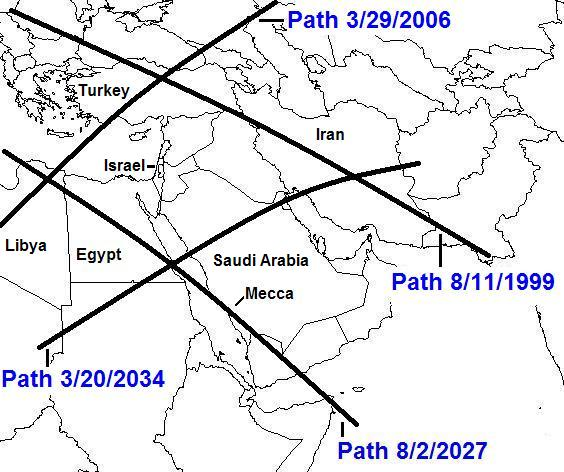 Path 3/29/2006
Turkey
Iran
Israel
Libya
Egypt
Saudi Arabia
Mecca
Path 8/11/1999
Path 3/20/2034
Path 8/2/2027